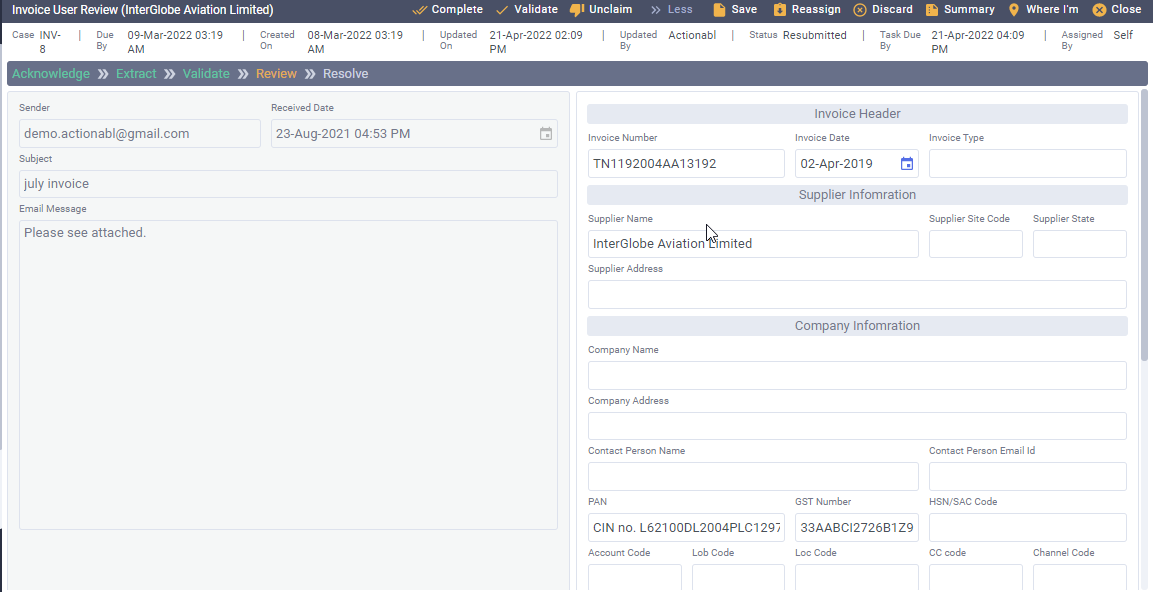 Invoice User Review (InterGlobe Aviation Limited)
Complete
Validate
Unclaim
Less
Save
Reassign
Discard
Summary
Where I'm
Close
Case INV-8
Due By 09-Mar-2022 03:19 AM
Created On 08-Mar-2022 03:19 AM
Updated On 21-Apr-2022 02:09 PM
Updated By Actionabl
Status Resubmitted
Task Due By 21-Apr-2022 04:09 PM
Assigned By Self
Acknowledge » Extract » Validate » Review » Resolve
Sender
Received Date
demo.actionabl@gmail.com
23-Aug-2021 04:53 PM
Subject
july invoice
Email Message
Please see attached.
Invoice Header
Invoice Number
Invoice Date
Invoice Type
TN1192004AA13192
02-Apr-2019
Supplier Infomration
Supplier Name
Supplier Site Code
Supplier State
InterGlobe Aviation Limited
Supplier Address
Company Infomration
Company Name
Company Address
Contact Person Name
Contact Person Email Id
PAN
GST Number
HSN/SAC Code
CIN no. L62100DL2004PLC1297
33AABCI2726B1Z9
Account Code
Lob Code
Loc Code
CC code
Channel Code